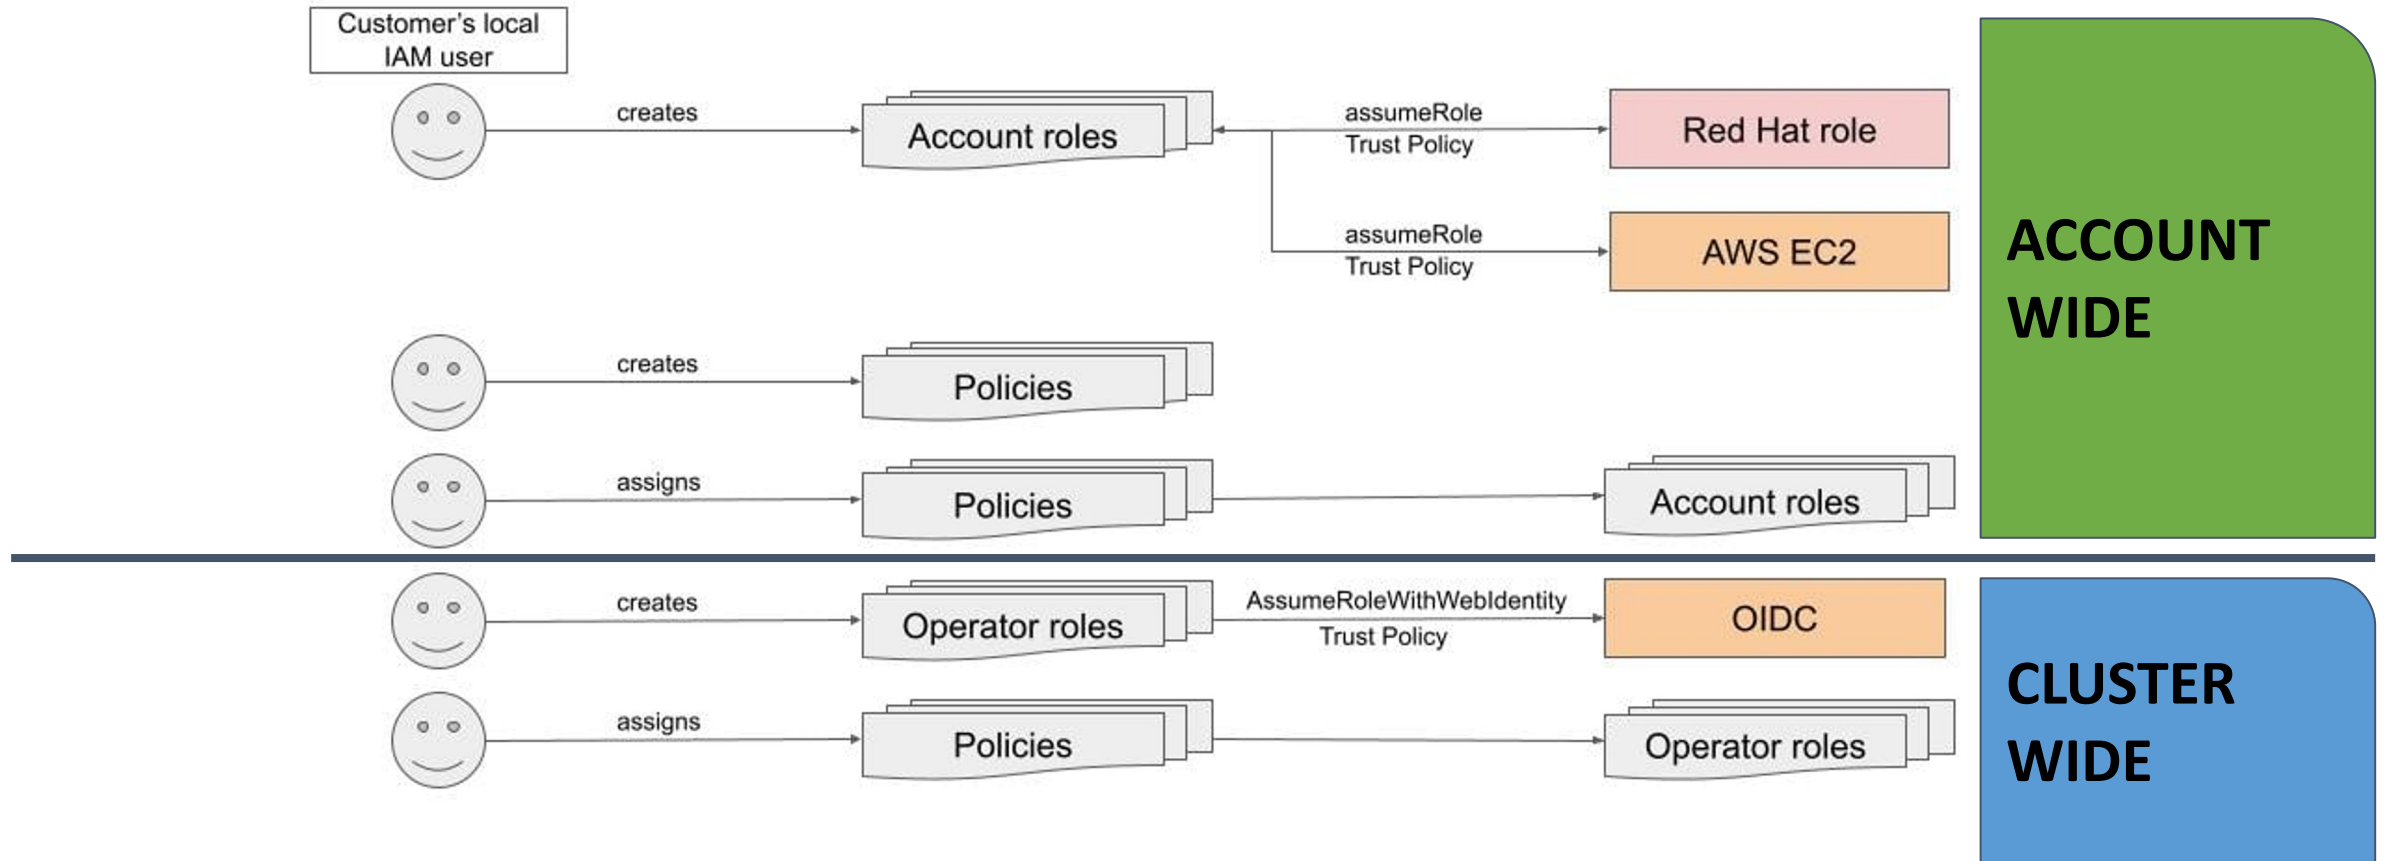 Customer's local
IAM user
creates
Account roles
assumeRole
Trust Policy
Red Hat role
assumeRole
Trust Policy
AWS EC2
ACCOUNT
WIDE
creates
Policies
assigns
Policies
Account roles
creates
Operator roles
AssumeRoleWithWebIdentity
Trust Policy
OIDC
CLUSTER
WIDE
assigns
Policies
Operator roles